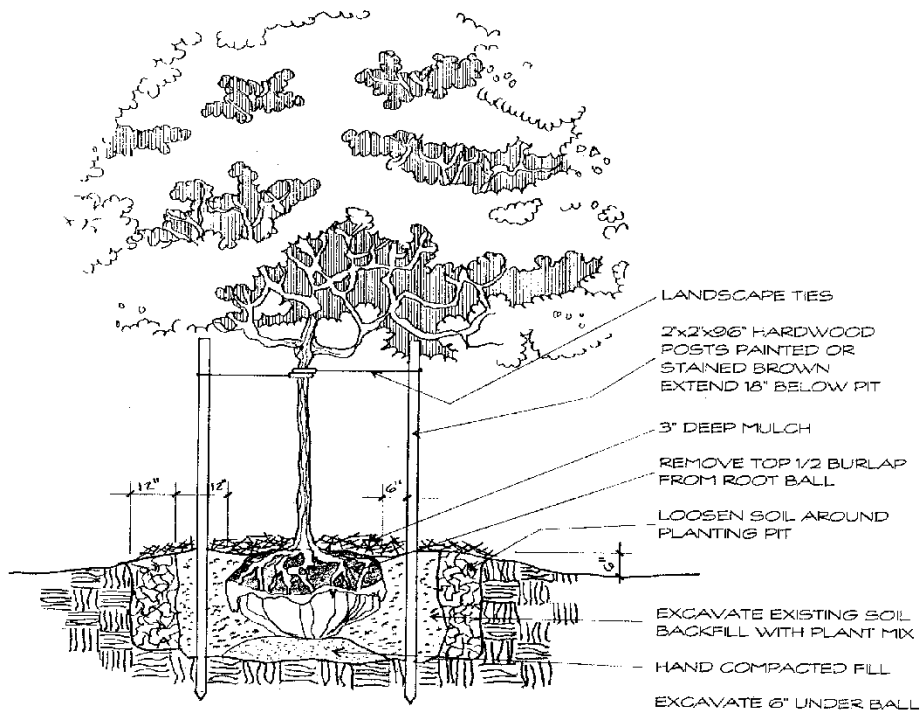 LANDSCAPE TIES
2"x2"x96" HARDWOOD
POSTS PAINTED OR
STAINED BROWN
EXTEND 18" BELOW PIT
3" DEEP MULCH
REMOVE TOP 1/2 BURLAP
FROM ROOT BALL
12" 12" 6"
LOOSEN SOIL AROUND
PLANTING PIT
EXCAVATE EXISTING SOIL
BACKFILL WITH PLANT MIX
HAND COMPACTED FILL
EXCAVATE 6" UNDER BALL